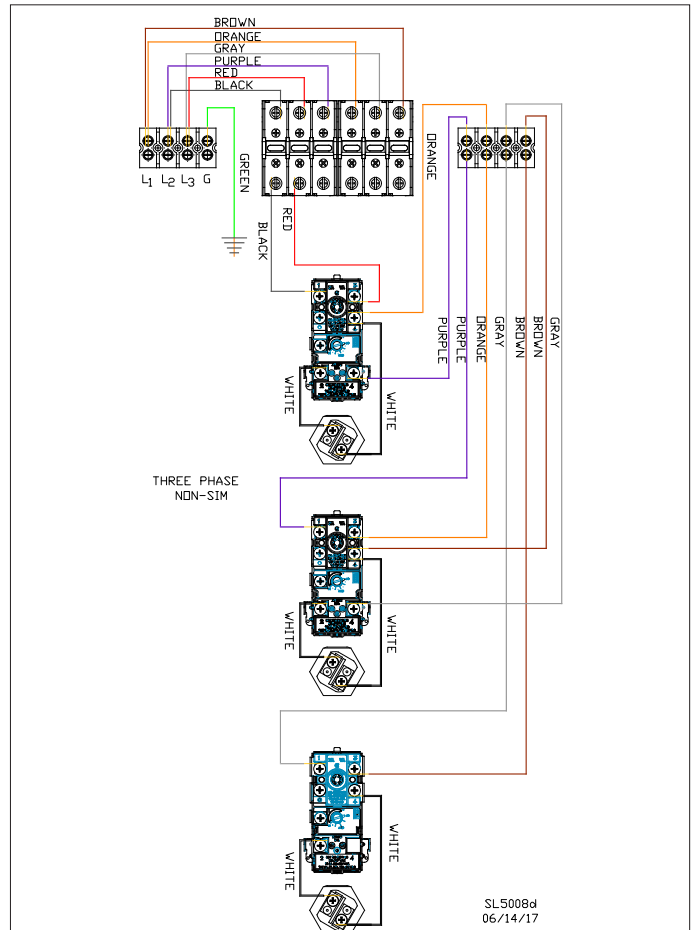 BROWN
ORANGE
GRAY
PURPLE
RED
BLACK
L1 L2 L3 G
GREEN
ORANGE
BLACK
RED
PURPLE
PURPLE
ORANGE
GRAY
BROWN
BROWN
GRAY
WHITE
WHITE
THREE PHASE
NON-SIM
WHITE
WHITE
WHITE
WHITE
SL5008d
06/14/17